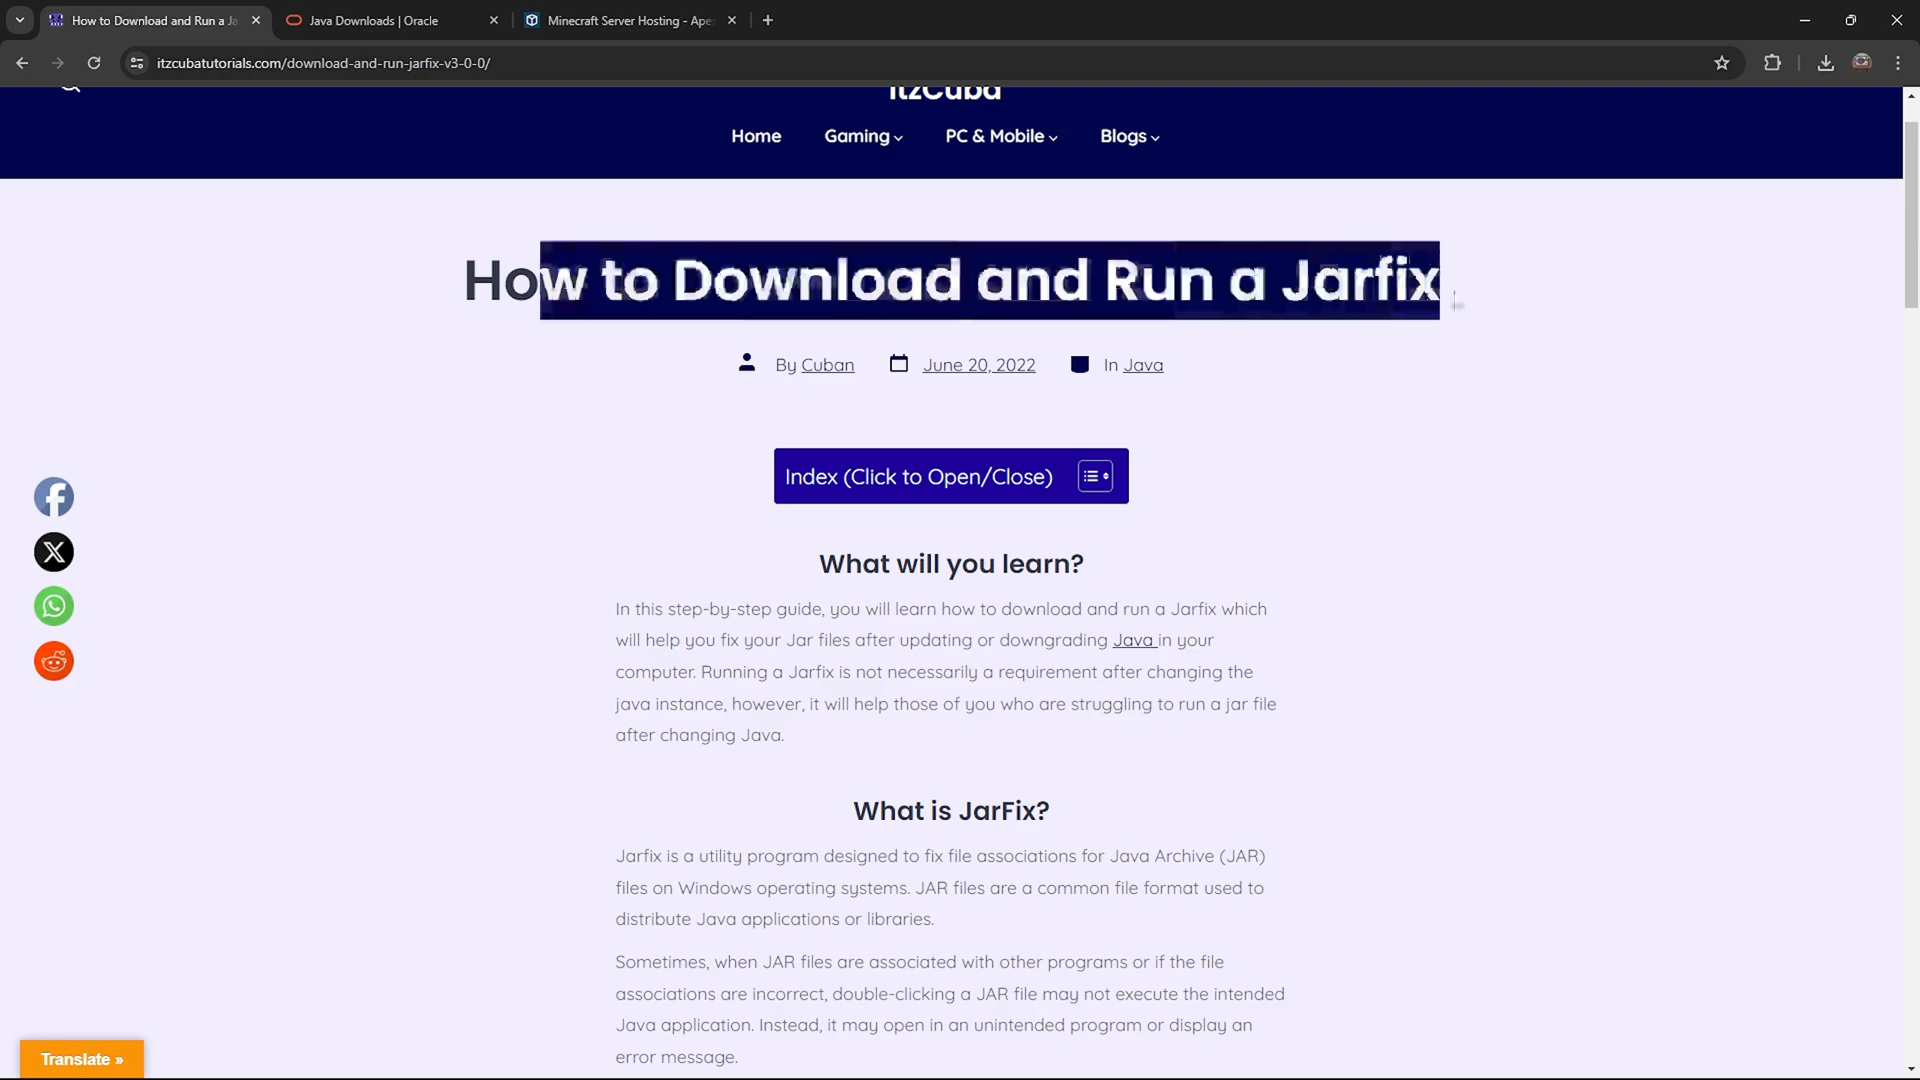 How to Download and Run a Ja
Java Downloads | Oracle
Minecraft Server Hosting - Ape
itzcubatutorials.com/download-and-run-jarfix-v3-0-0/
ItzCuba
Home Gaming PC & Mobile Blogs
How to Download and Run a Jarfix
By Cuban June 20, 2022 In Java
Index (Click to Open/Close)
What will you learn?
In this step-by-step guide, you will learn how to download and run a Jarfix which
will help you fix your Jar files after updating or downgrading Java in your
computer. Running a Jarfix is not necessarily a requirement after changing the
java instance, however, it will help those of you who are struggling to run a jar file
after changing Java.
What is JarFix?
Jarfix is a utility program designed to fix file associations for Java Archive (JAR)
files on Windows operating systems. JAR files are a common file format used to
distribute Java applications or libraries.
Sometimes, when JAR files are associated with other programs or if the file
associations are incorrect, double-clicking a JAR file may not execute the intended
Java application. Instead, it may open in an unintended program or display an
error message.
Translate »